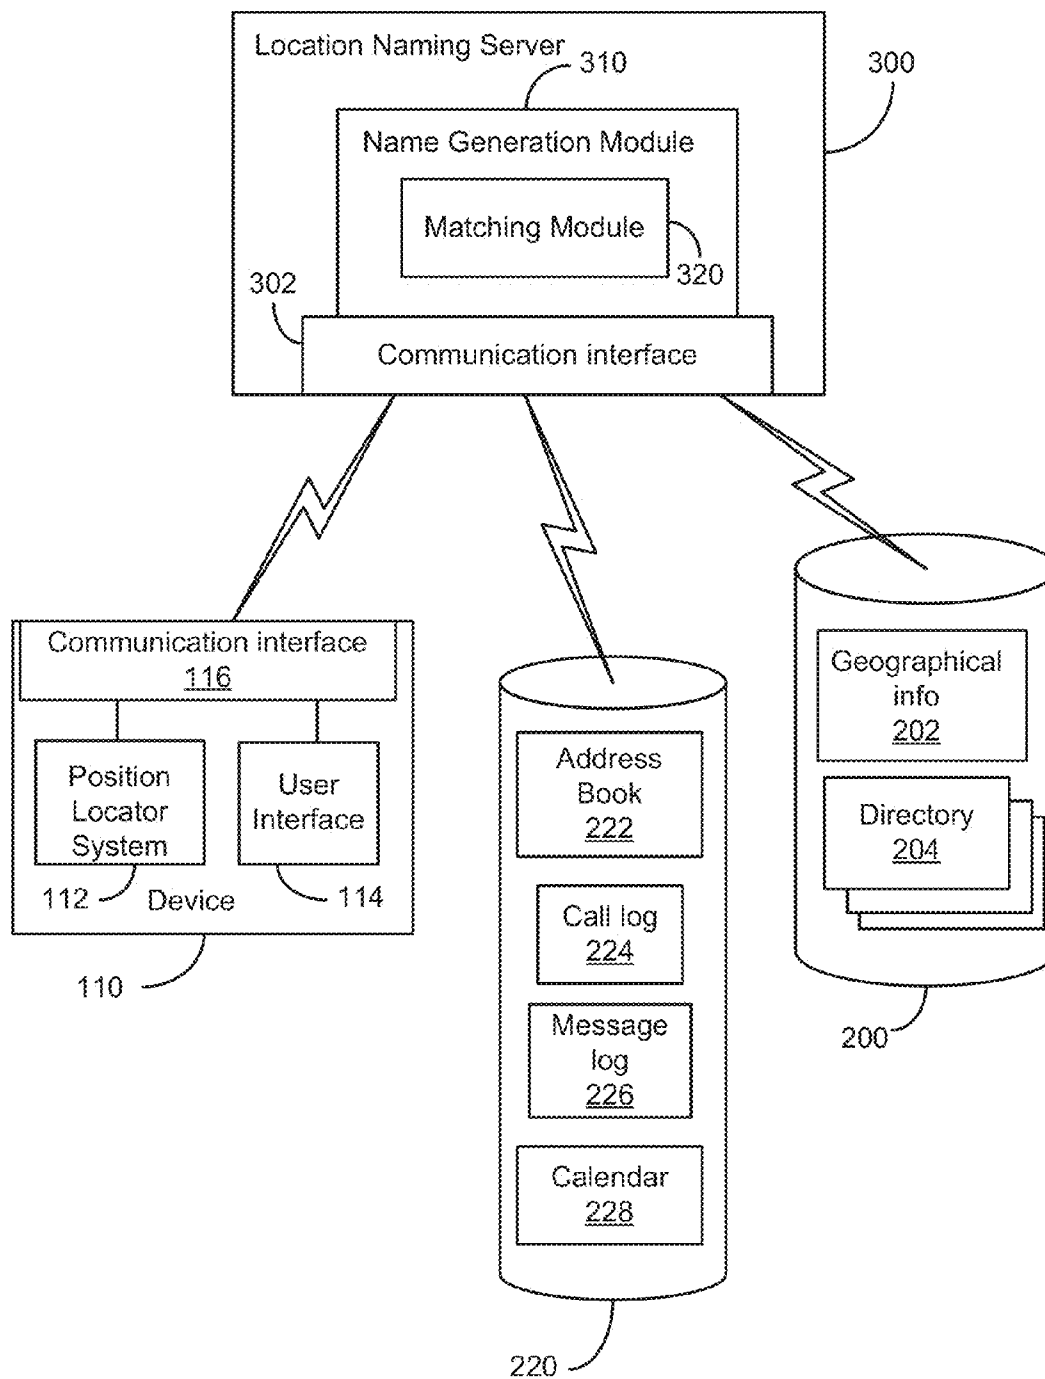 Location Naming Server
310
300
Name Generation Module
Matching Module
320
302
Communication interface
Communication interface
116
Position
Locator
System
User
Interface
112
Device
114
110
Address
Book
222
Call log
224
Message
log
226
Calendar
228
220
Geographical
info
202
Directory
204
200